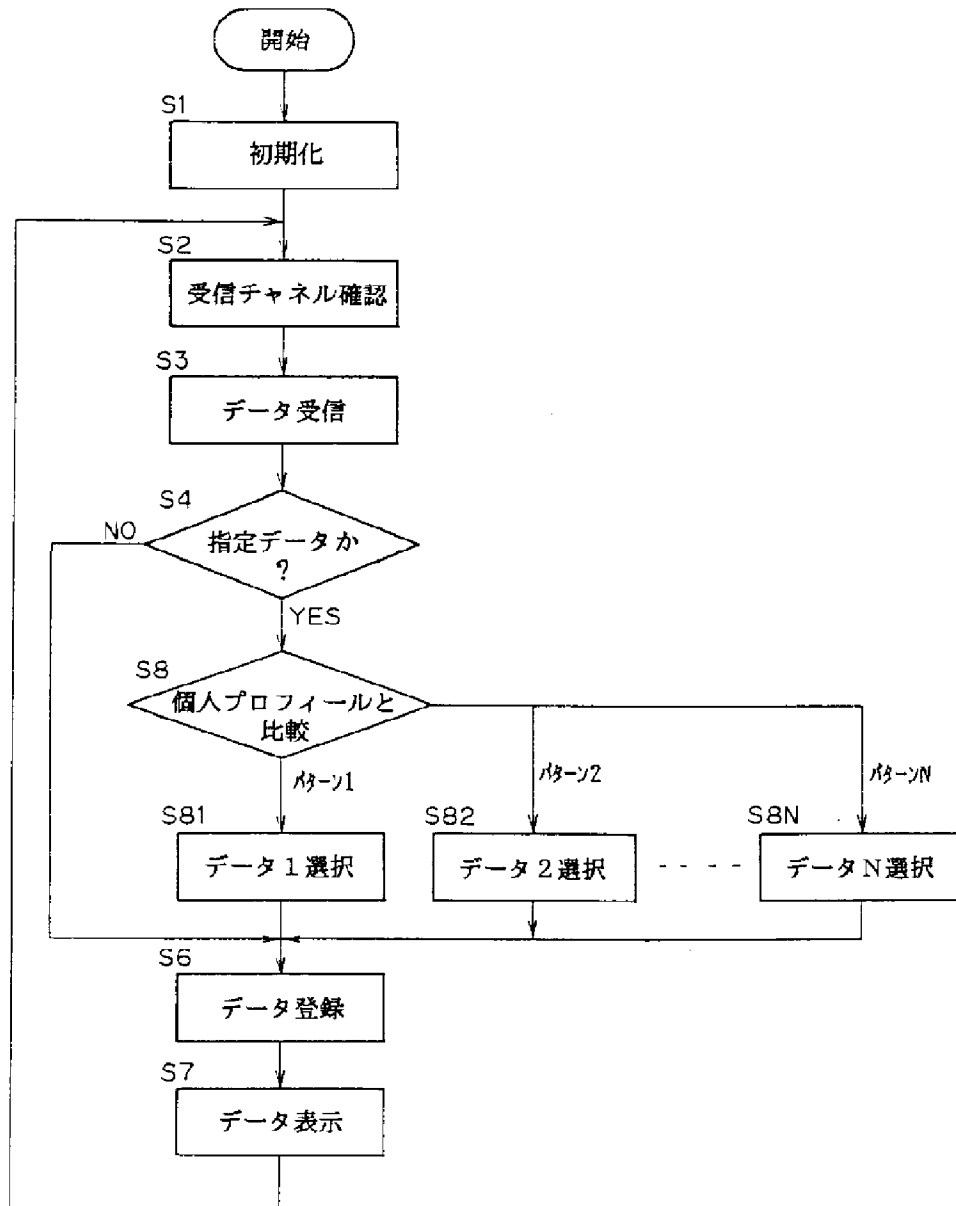 開始
S1
初期化
S2
受信チャネル確認
S3
データ受信
S4
NO
指定データか
?
YES
S8
個人プロフィールと
比較
パターン1
パターン2
パターンN
S81
S82
S8N
データ1選択
データ2選択
データN選択
S6
データ登録
S7
データ表示